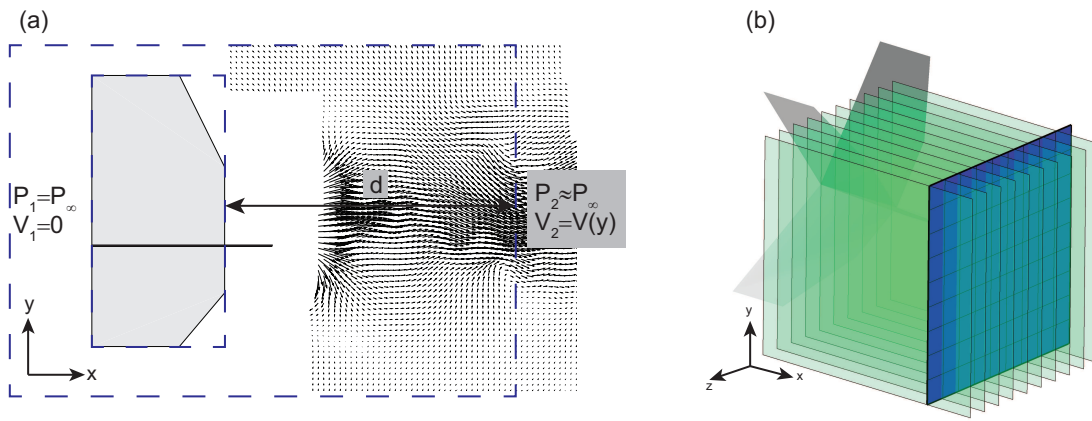 (a)
(b)
d
P₁=P∞
V₁=0
P₂≈P∞
V₂=V(y)
y
x
y
z
x